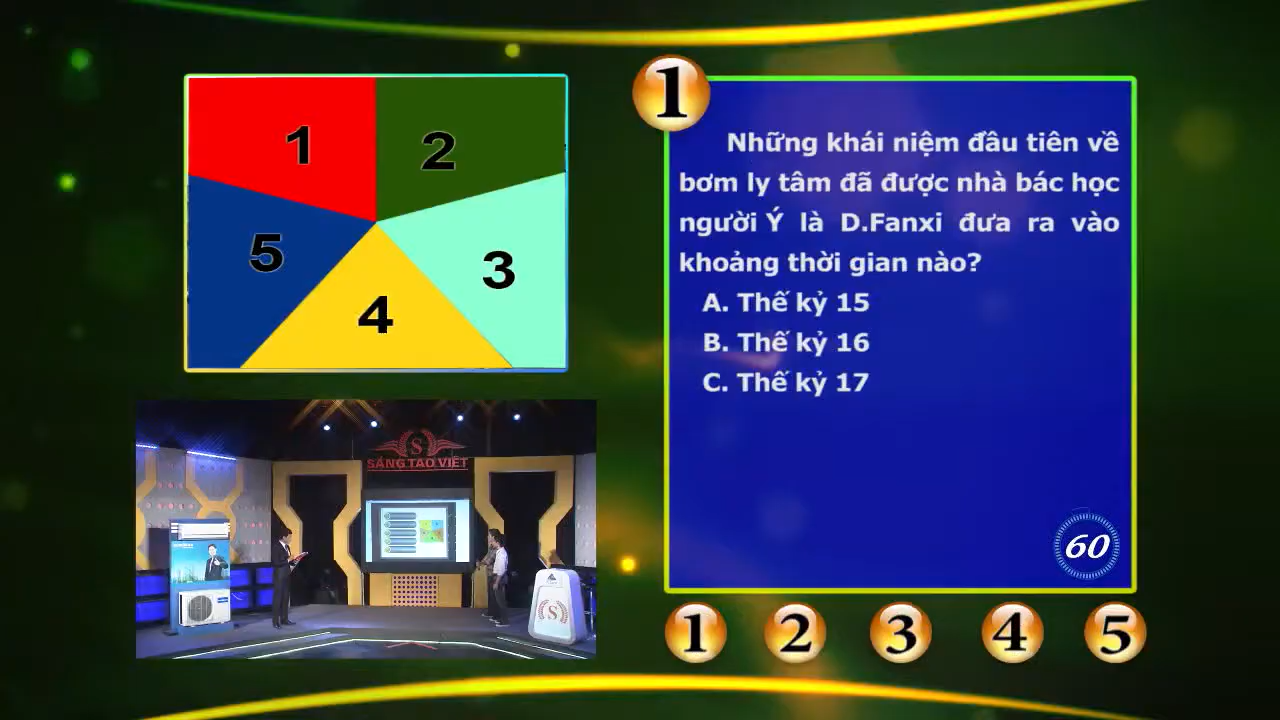 1
2
3
4
5
1
Những khái niệm đầu tiên về
bơm ly tâm đã được nhà bác học
người Ý là D.Fanxi đưa ra vào
khoảng thời gian nào?
A. Thế kỷ 15
B. Thế kỷ 16
C. Thế kỷ 17
60
S
SÁNG TẠO VIỆT
S
1 2 3 4 5